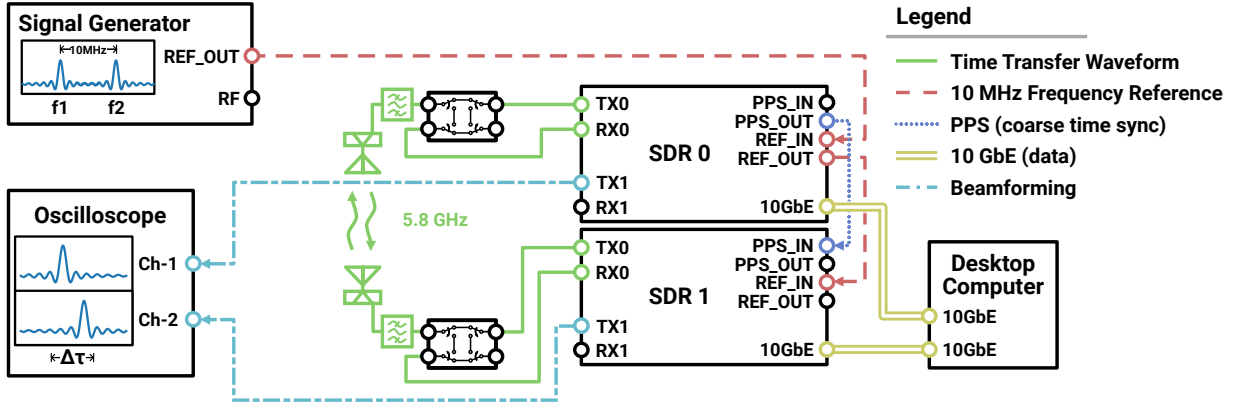 Signal Generator
10MHz
f1 f2
REF_OUT
RF
Oscilloscope
Ch-1
Ch-2
Δτ
5.8 GHz
TX0
RX0
TX1
RX1
SDR 0
PPS_IN
PPS_OUT
REF_IN
REF_OUT
10GbE
TX0
RX0
TX1
RX1
SDR 1
PPS_IN
PPS_OUT
REF_IN
REF_OUT
10GbE
Desktop
Computer
10GbE
10GbE
Legend
Time Transfer Waveform
10 MHz Frequency Reference
PPS (coarse time sync)
10 GbE (data)
Beamforming